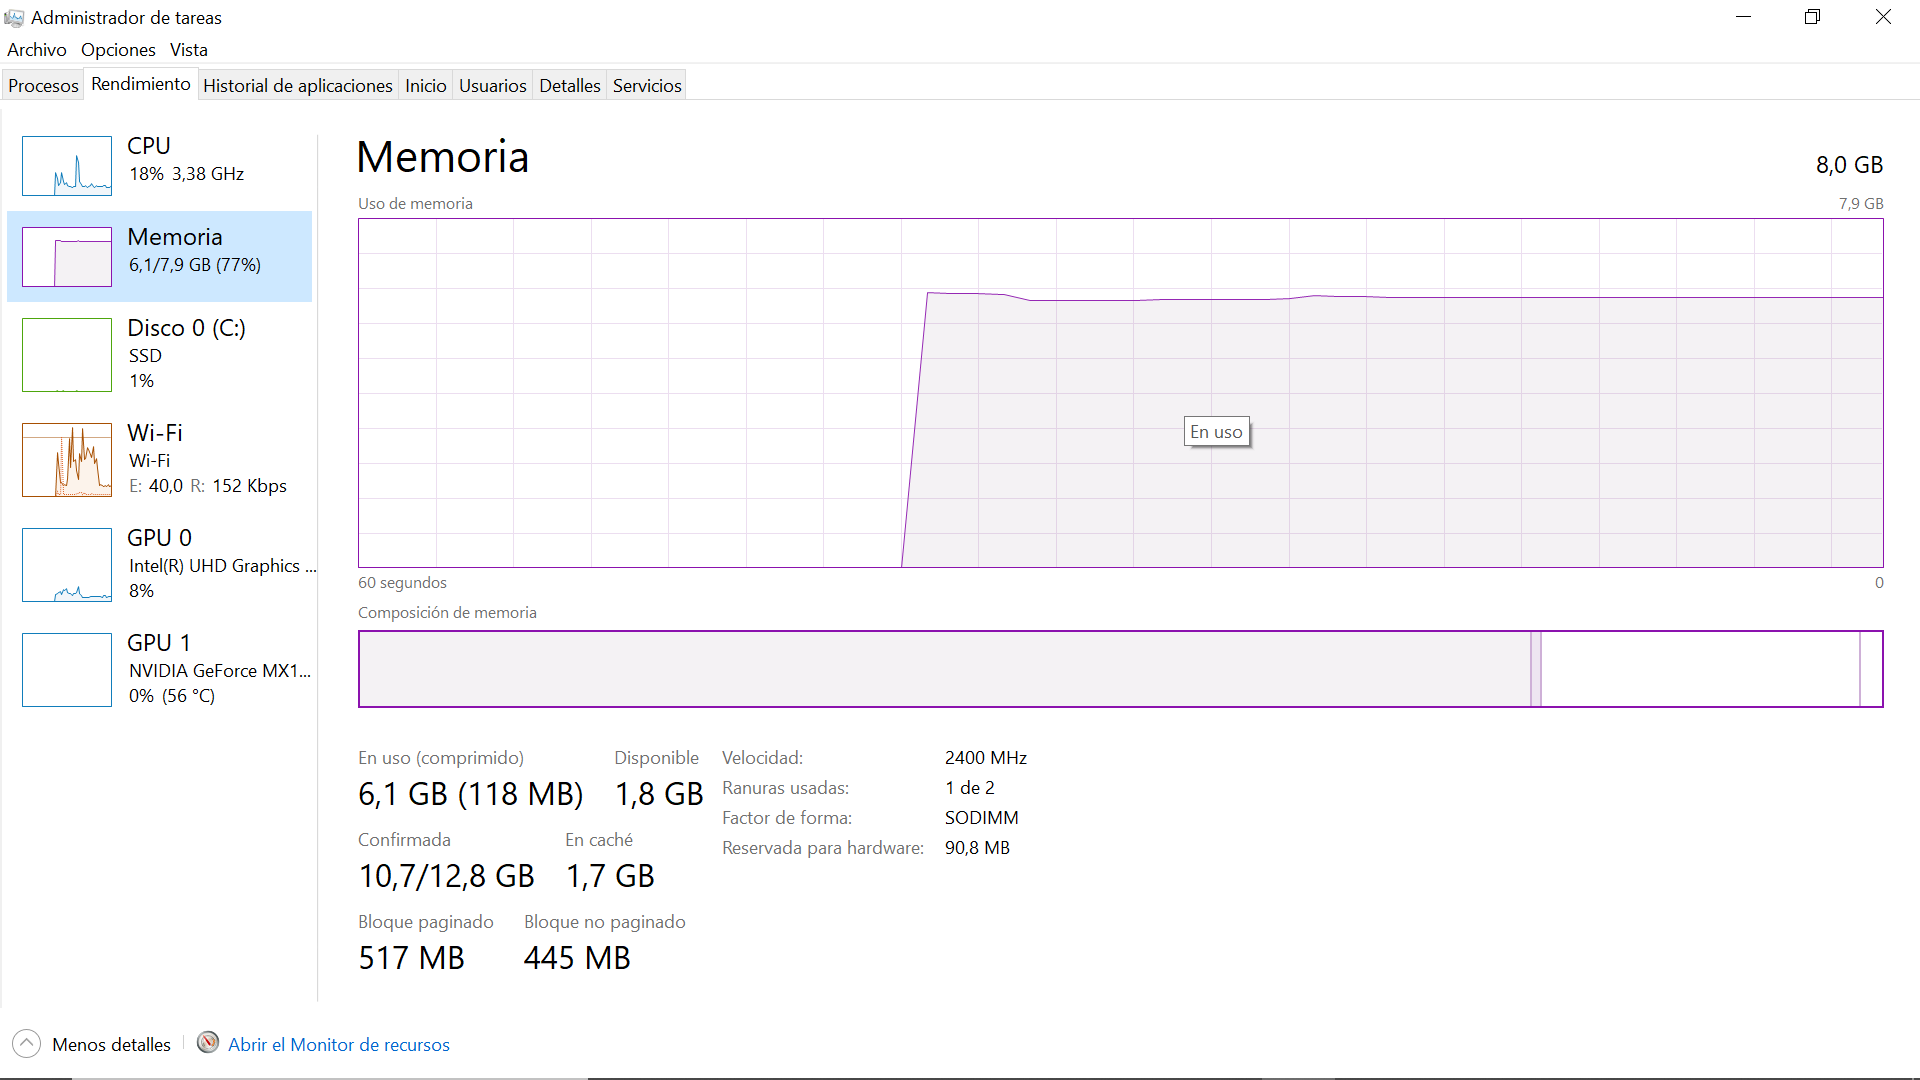 Administrador de tareas
Archivo Opciones Vista
Procesos Rendimiento Historial de aplicaciones Inicio Usuarios Detalles Servicios
CPU
18% 3,38 GHz
Memoria
6,1/7,9 GB (77%)
Disco 0 (C:)
SSD
1%
Wi-Fi
Wi-Fi
E: 40,0 R: 152 Kbps
GPU 0
Intel(R) UHD Graphics ...
8%
GPU 1
NVIDIA GeForce MX1...
0% (56 °C)
Memoria
8,0 GB
Uso de memoria
7,9 GB
En uso
60 segundos
0
Composición de memoria
En uso (comprimido)
6,1 GB (118 MB)
Disponible
1,8 GB
Confirmada
10,7/12,8 GB
En caché
1,7 GB
Bloque paginado
517 MB
Bloque no paginado
445 MB
Velocidad: 2400 MHz
Ranuras usadas: 1 de 2
Factor de forma: SODIMM
Reservada para hardware: 90,8 MB
Menos detalles
Abrir el Monitor de recursos